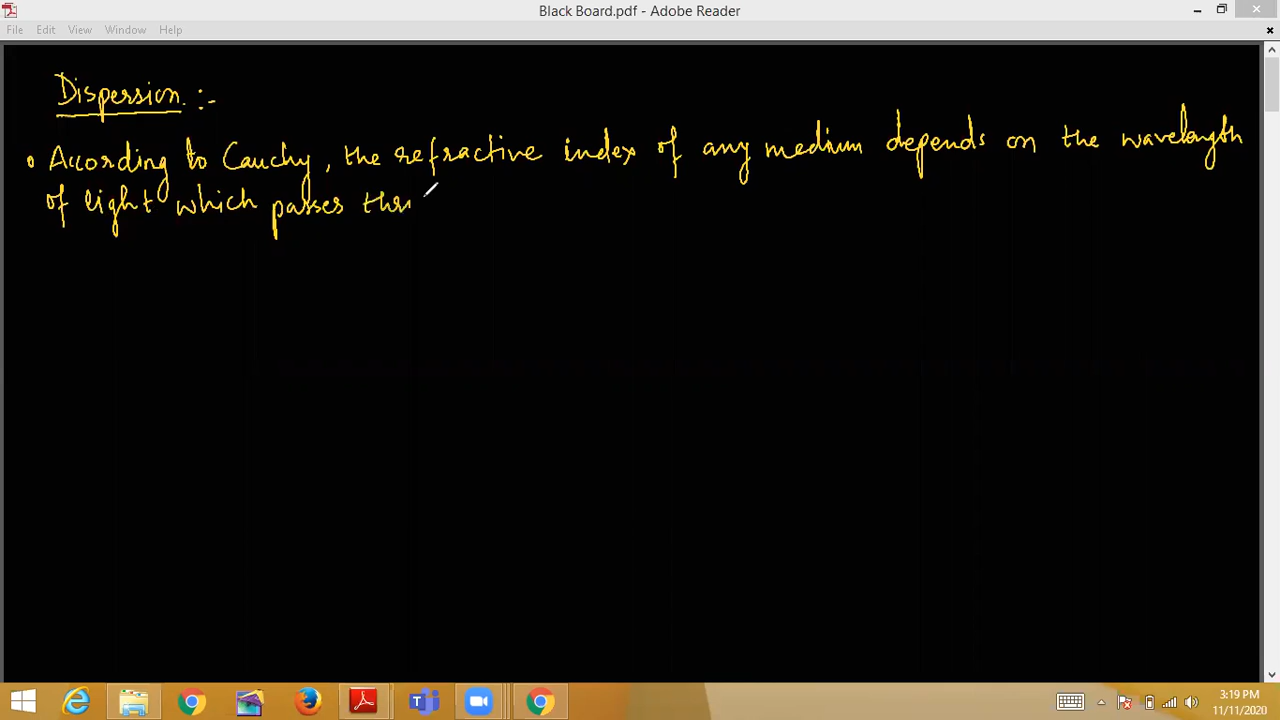 Black Board.pdf - Adobe Reader
File Edit View Window Help
Dispersion :-
• According to Cauchy, the refractive index of any medium depends on the wavelength
of light which passes thr
3:19 PM
11/11/2020